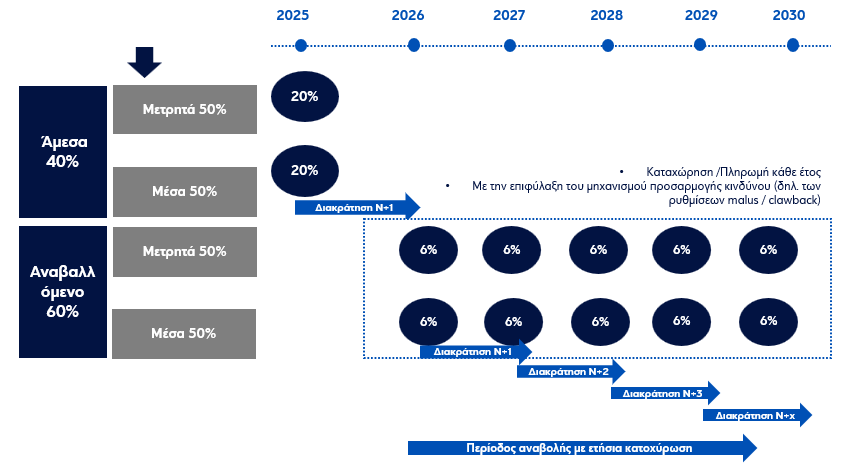 2025 2026 2027 2028 2029 2030
Άμεσα
40%
Μετρητά 50%
20%
Μέσα 50%
20%
Διακράτηση N+1
• Καταχώρηση /Πληρωμή κάθε έτος
• Με την επιφύλαξη του μηχανισμού προσαρμογής κινδύνου (δηλ. των
ρυθμίσεων malus / clawback)
Αναβαλλ
όμενο
60%
Μετρητά 50%
6% 6% 6% 6% 6%
Μέσα 50%
6% 6% 6% 6% 6%
Διακράτηση N+1
Διακράτηση N+2
Διακράτηση N+3
Διακράτηση N+x
Περίοδος αναβολής με ετήσια κατοχύρωση